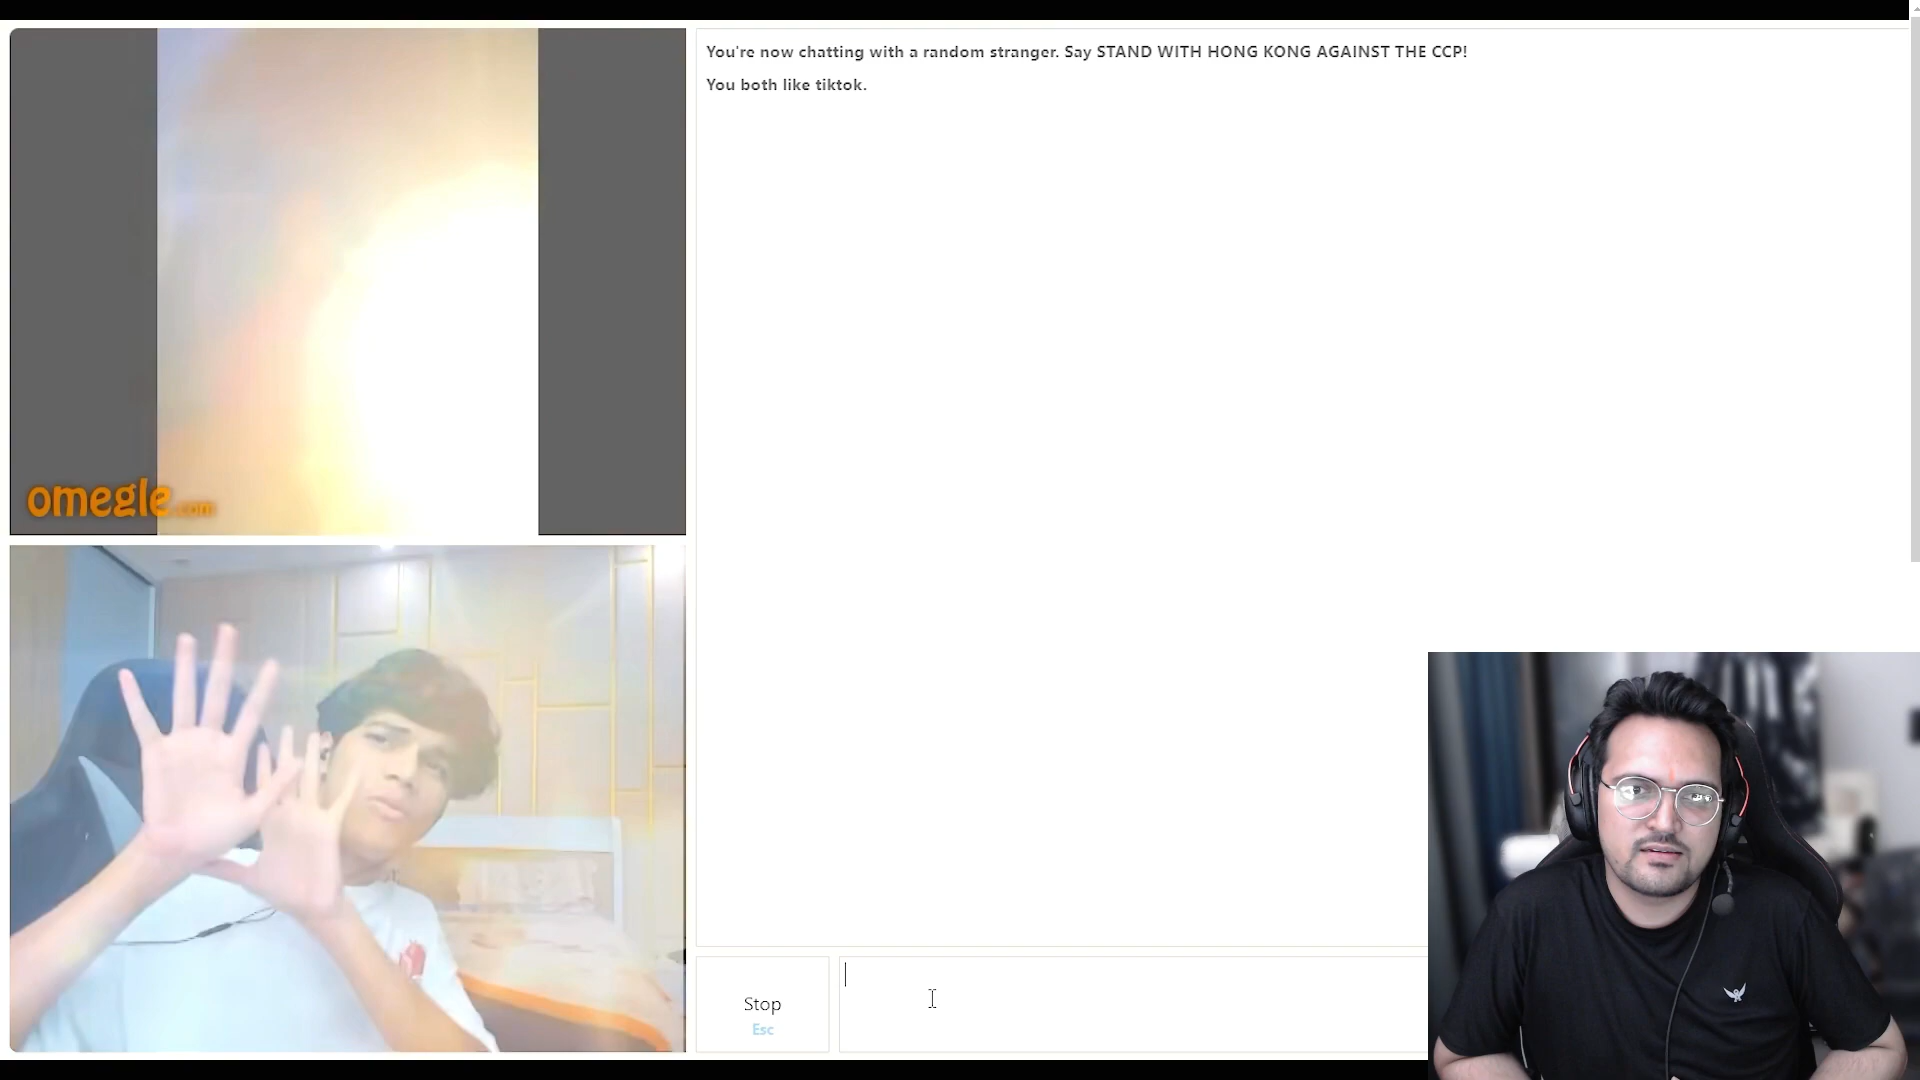 You're now chatting with a random stranger. Say STAND WITH HONG KONG AGAINST THE CCP!
You both like tiktok.
omegle.com
Stop
Esc